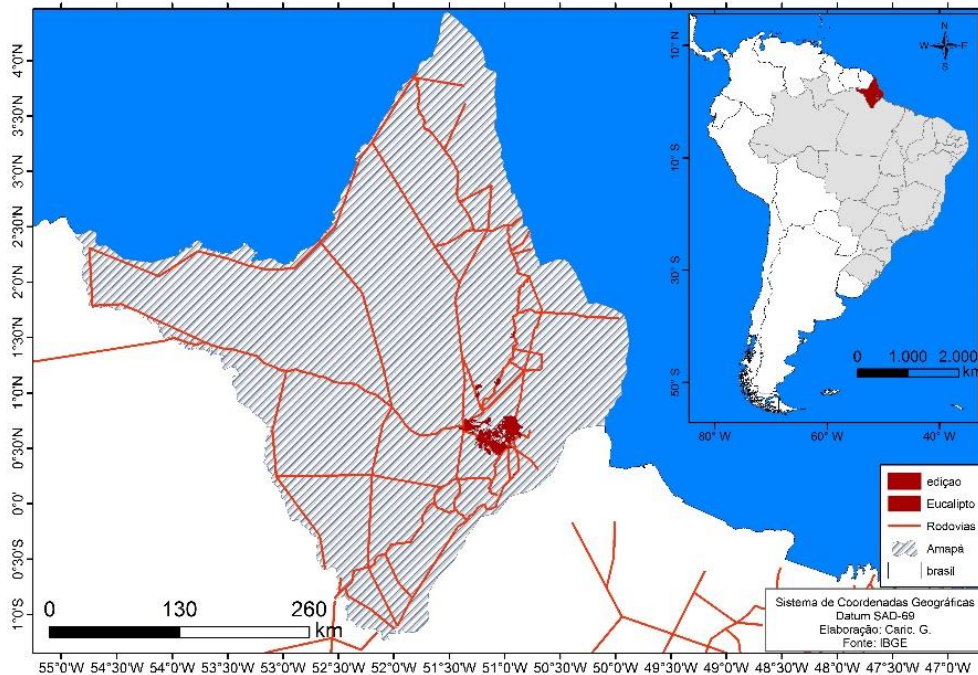 4°0'N
3°30'N
3°0'N
2°30'N
2°0'N
1°30'N
1°0'N
0°30'N
0°0'
0°30'S
1°0'S
0 130 260
km
55°0'W 54°30'W 54°0'W 53°30'W 53°0'W 52°30'W 52°0'W 51°30'W 51°0'W 50°30'W 50°0'W 49°30'W 49°0'W 48°30'W 48°0'W 47°30'W 47°0'W
10°N
10° S
30° S
50° S
N
W E
S
0 1.000 2.000
km
80° W 60° W 40° W
ediçao
Eucalipto
Rodovias
Amapá
brasil
Sistema de Coordenadas Geográficas
Datum SAD-69
Elaboração: Caric. G.
Fonte: IBGE